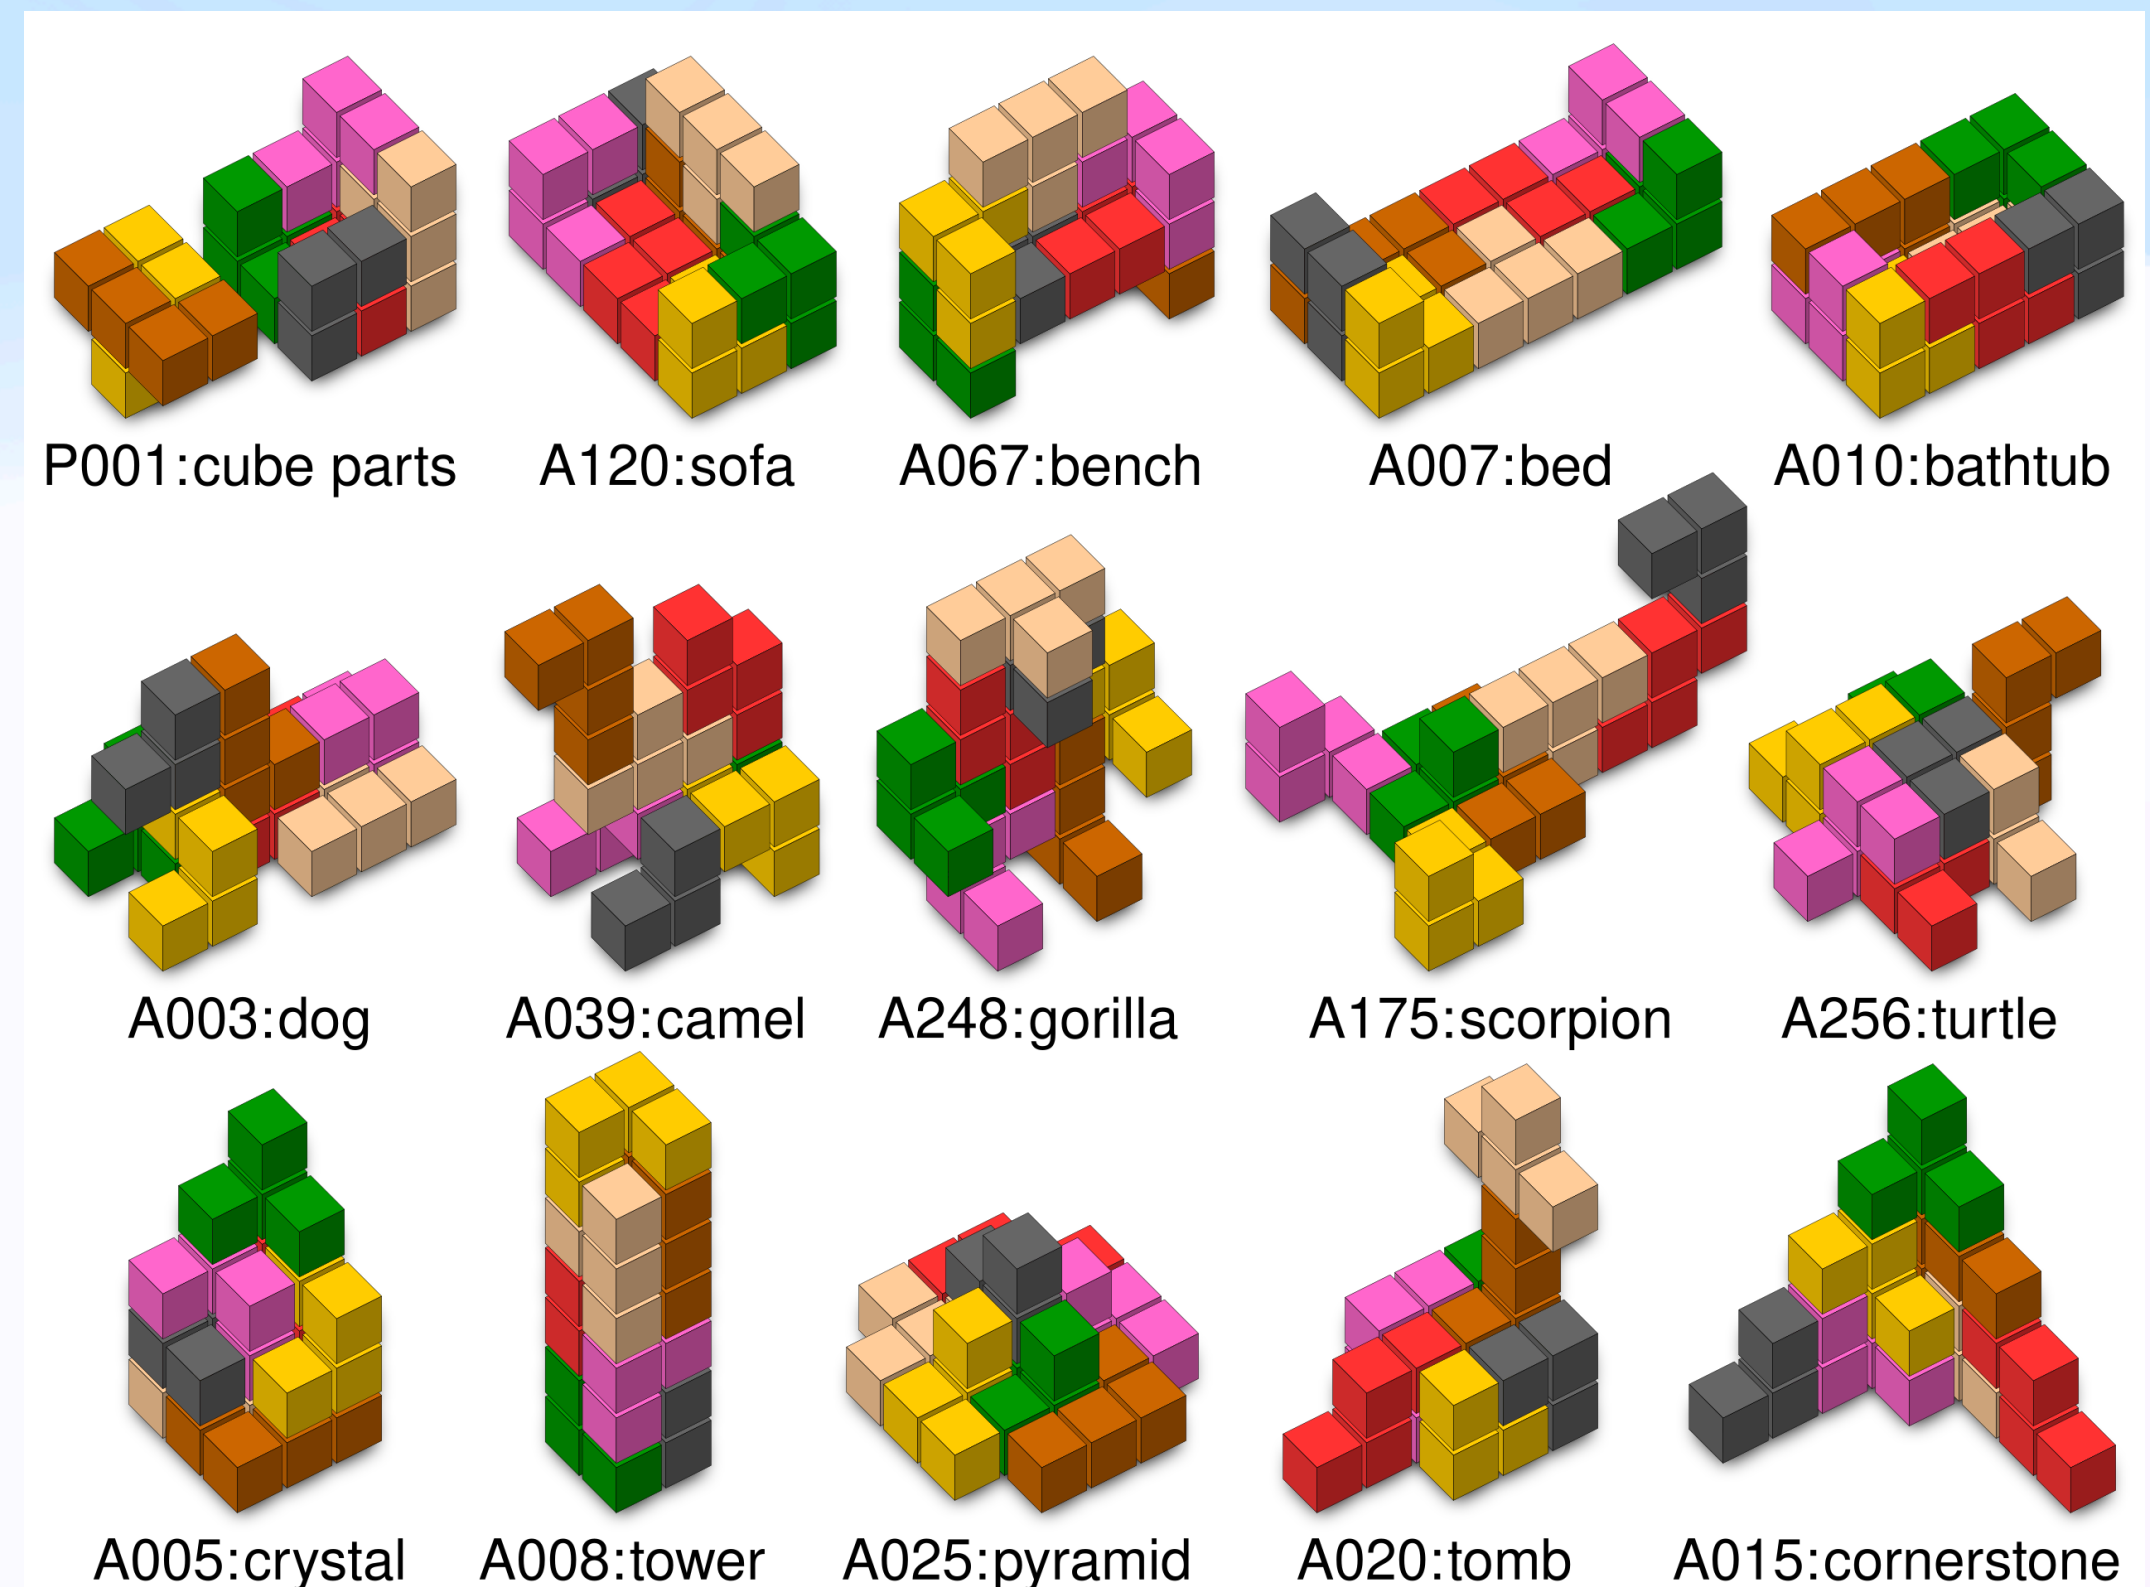 P001:cube parts A120:sofa A067:bench A007:bed A010:bathtub
A003:dog A039:camel A248:gorilla A175:scorpion A256:turtle
A005:crystal A008:tower A025:pyramid A020:tomb A015:cornerstone